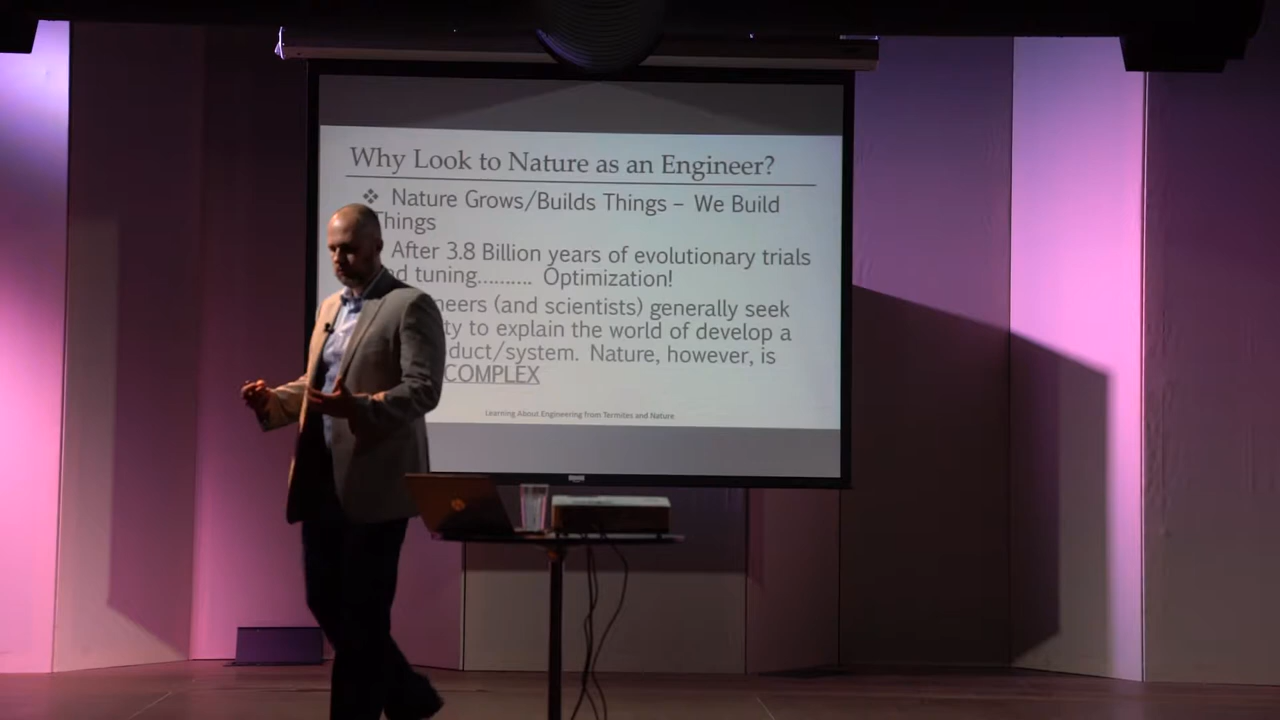 Why Look to Nature as an Engineer?
Nature Grows/Builds Things – We Build
Things
After 3.8 Billion years of evolutionary trials
tuning.......... Optimization!
(and scientists) generally seek
to explain the world of develop a
Nature, however, is
COMPLEX
Learning About Engineering from Termites and Nature